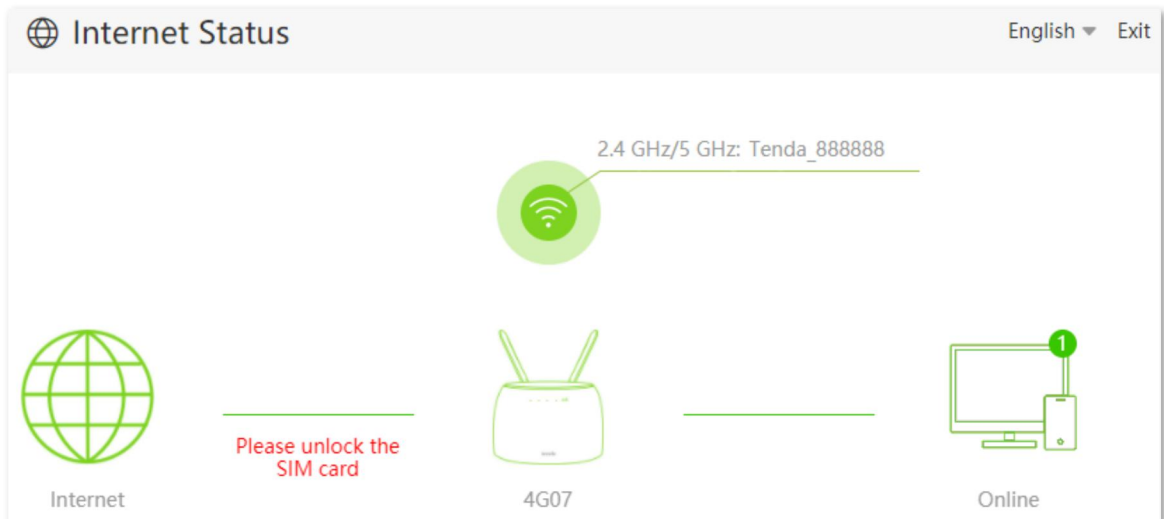 Internet Status
English
Exit
2.4 GHz/5 GHz: Tenda_888888
1
Please unlock the
SIM card
Internet
4G07
Online